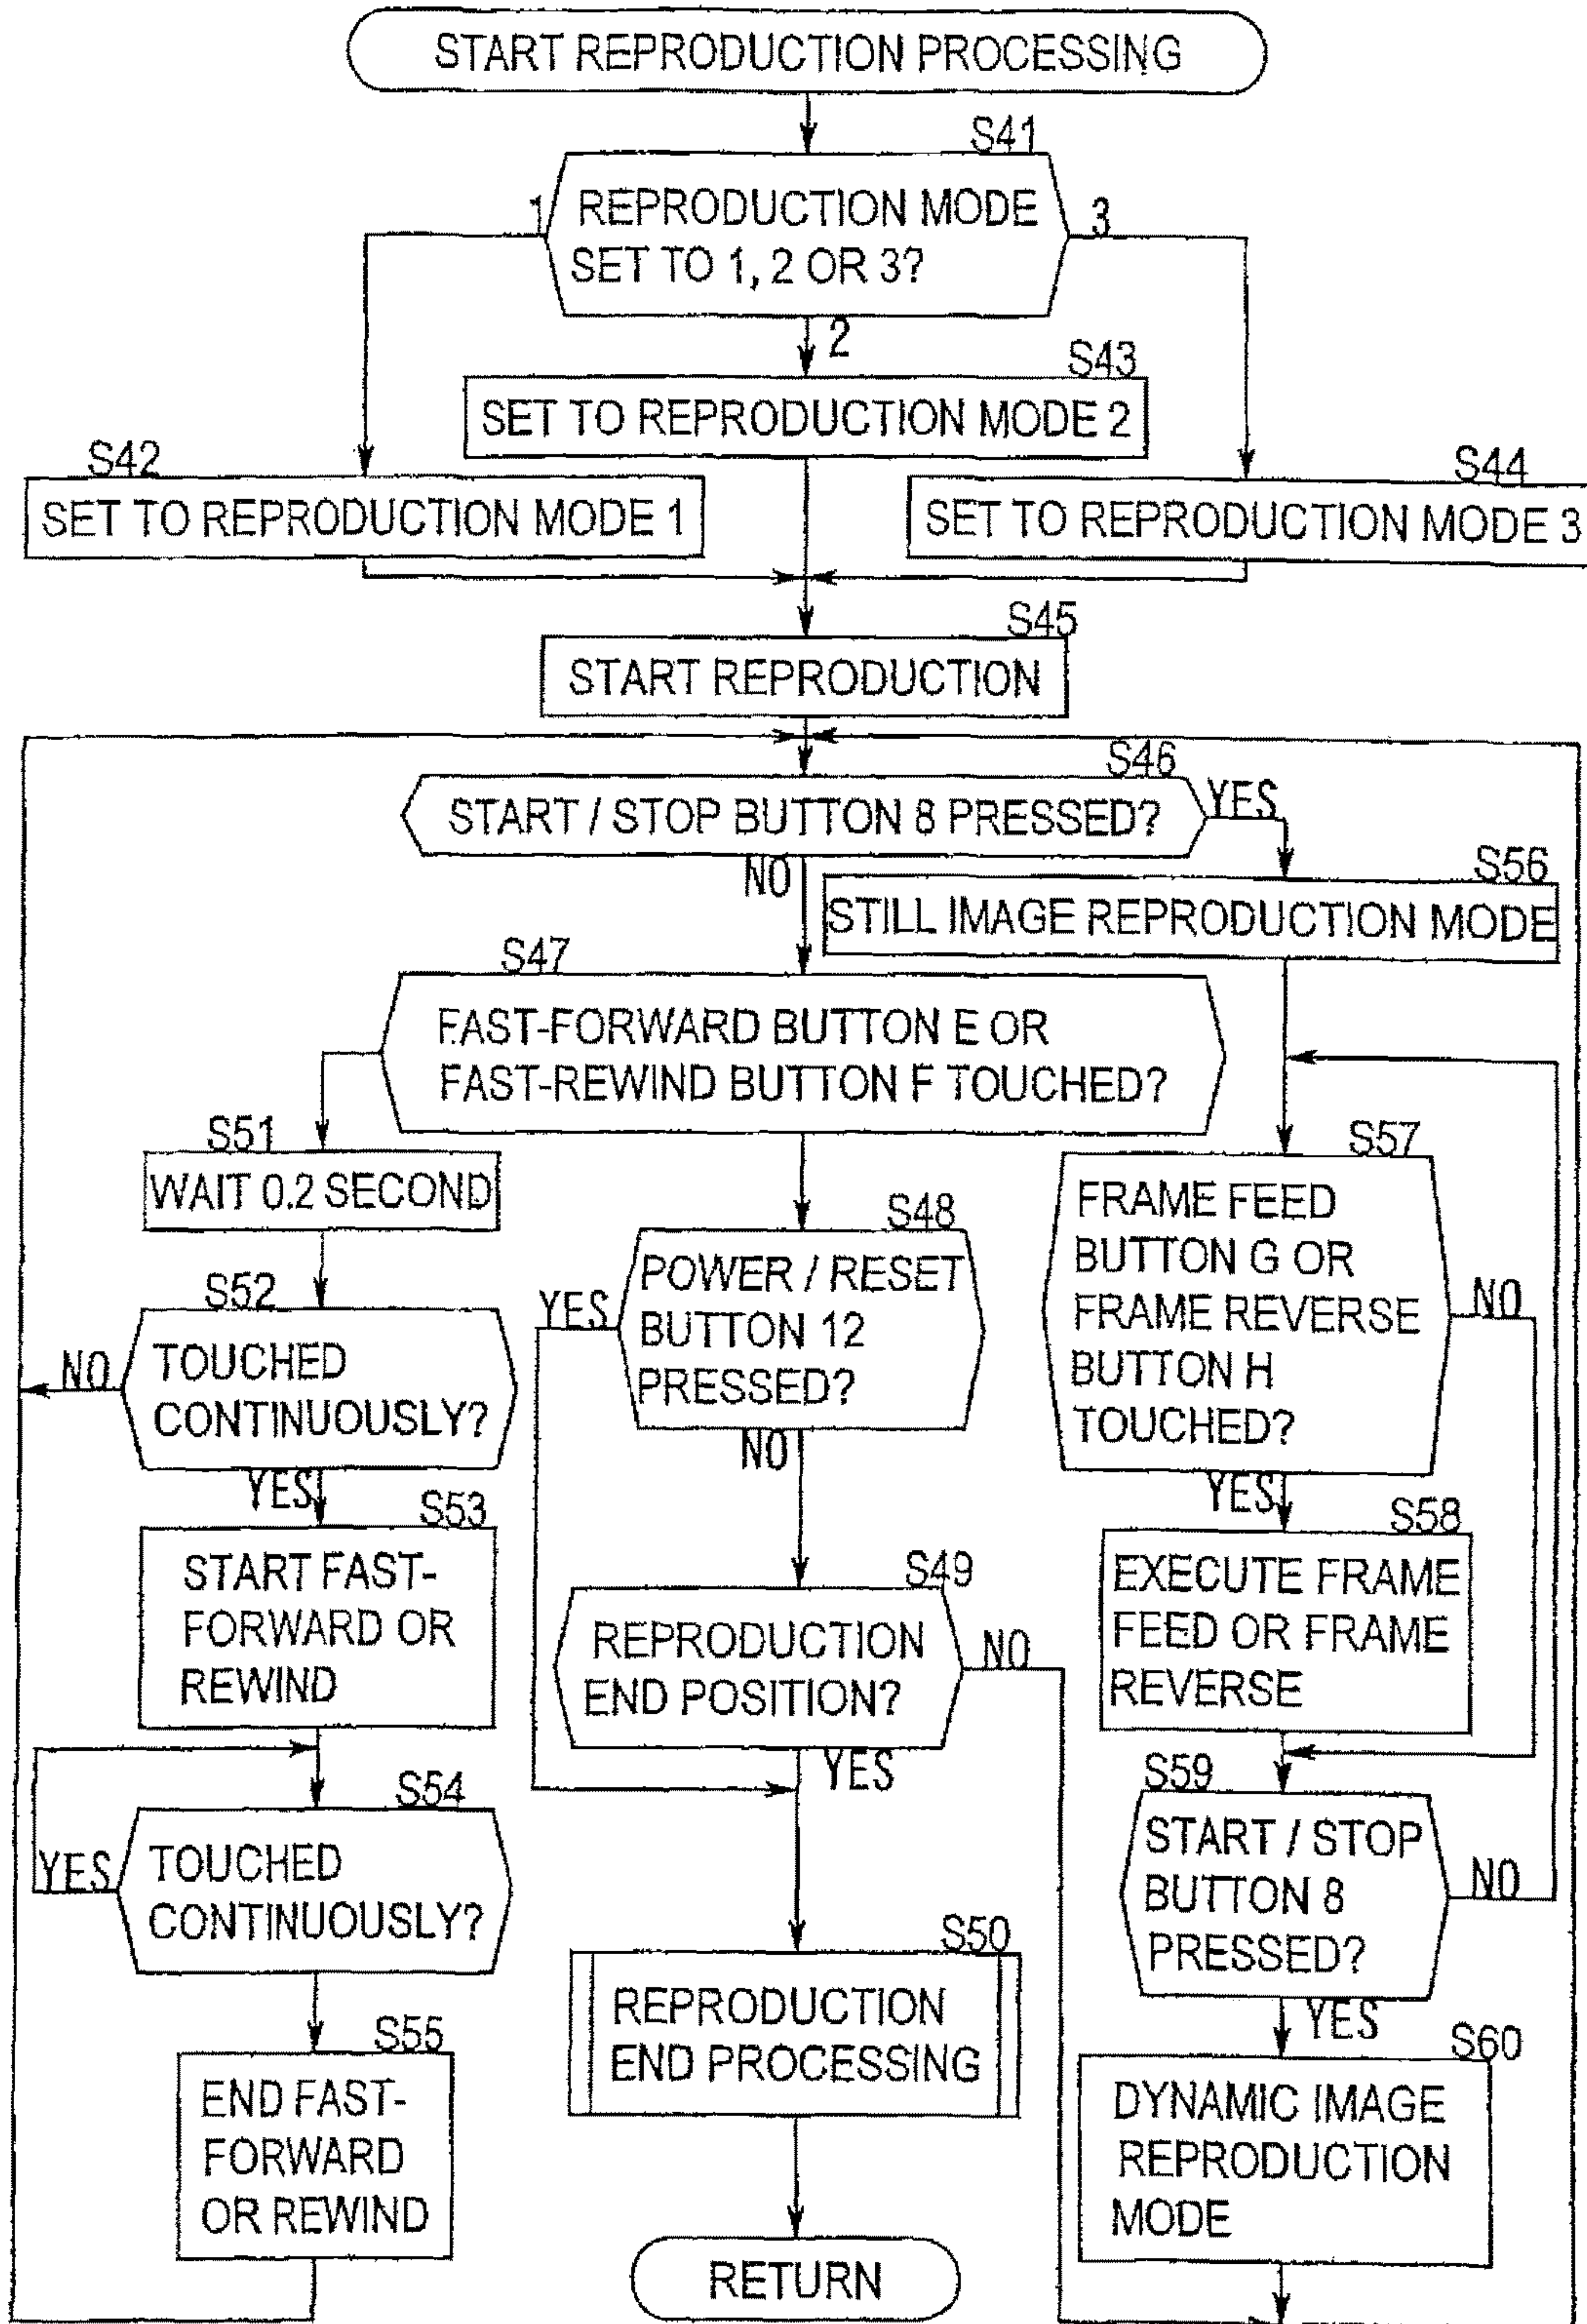 START REPRODUCTION PROCESSING
S41
1
REPRODUCTION MODE
3
SET TO 1, 2 OR 3?
2
S43
SET TO REPRODUCTION MODE 2
S42
S44
SET TO REPRODUCTION MODE 1
SET TO REPRODUCTION MODE 3
S45
START REPRODUCTION
S46
START / STOP BUTTON 8 PRESSED?
YES
NO
S56
STILL IMAGE REPRODUCTION MODE
S47
FAST-FORWARD BUTTON E OR
FAST-REWIND BUTTON F TOUCHED?
S51
WAIT 0.2 SECOND
S57
FRAME FEED
BUTTON G OR
FRAME REVERSE
BUTTON H
TOUCHED?
NO
YES
S48
POWER / RESET
BUTTON 12
PRESSED?
YES
NO
S52
TOUCHED
CONTINUOUSLY?
NO
YES
S53
START FAST-
FORWARD OR
REWIND
S49
REPRODUCTION
END POSITION?
NO
YES
S58
EXECUTE FRAME
FEED OR FRAME
REVERSE
S54
TOUCHED
CONTINUOUSLY?
YES
S59
START / STOP
BUTTON 8
PRESSED?
NO
YES
S50
REPRODUCTION
END PROCESSING
S55
END FAST-
FORWARD
OR REWIND
S60
DYNAMIC IMAGE
REPRODUCTION
MODE
RETURN